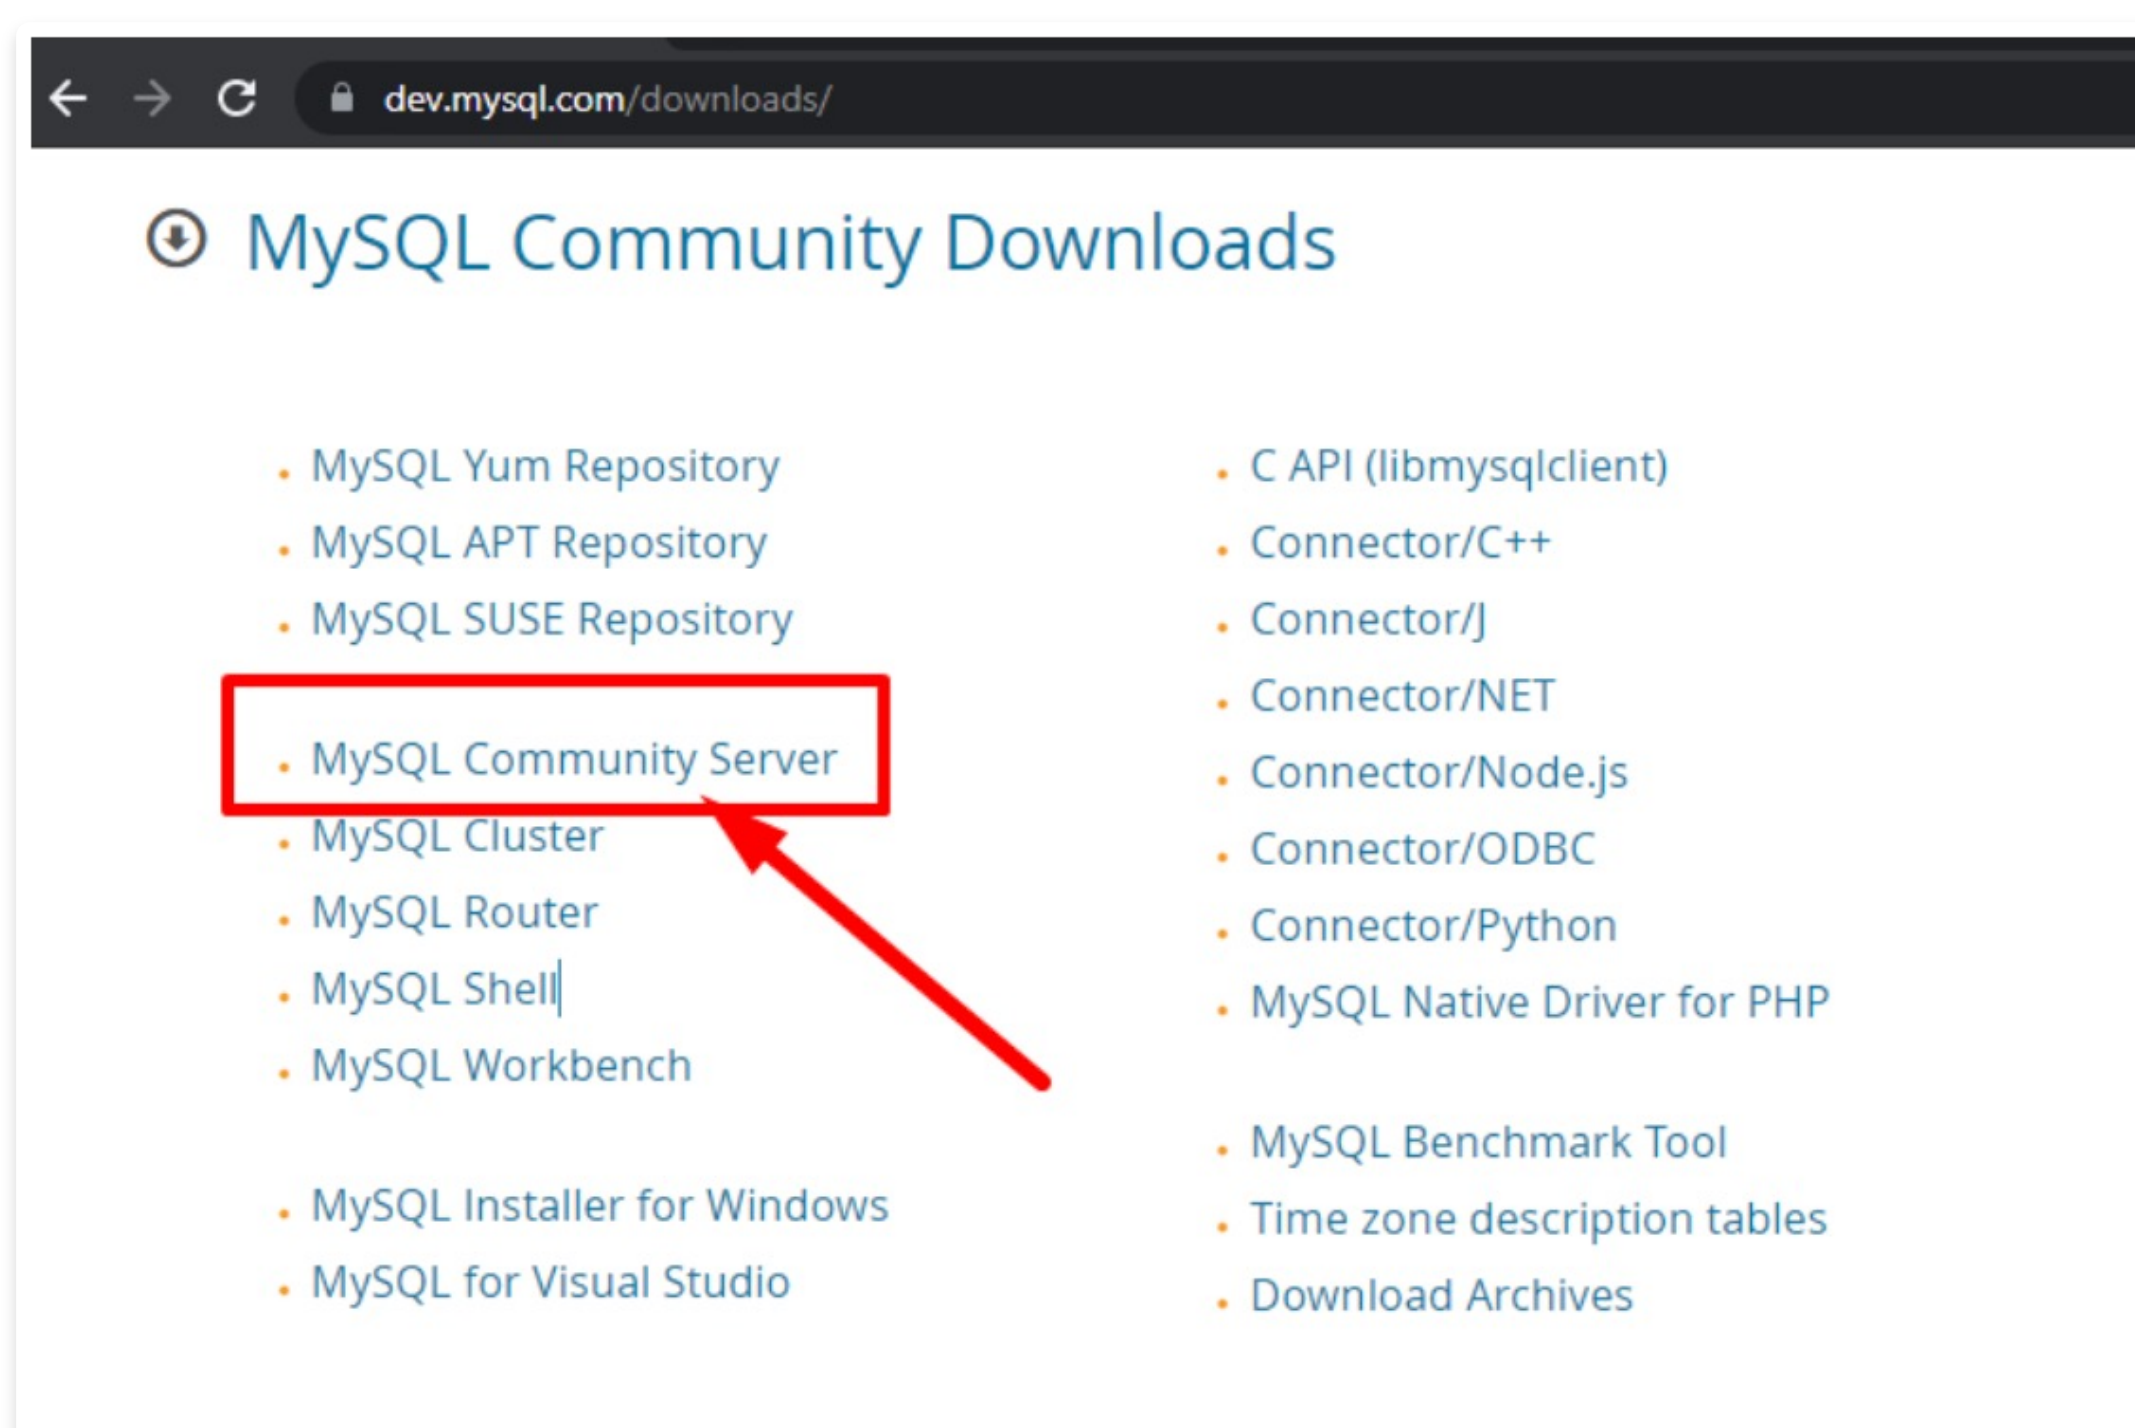 dev.mysql.com/downloads/
MySQL Community Downloads
MySQL Yum Repository
MySQL APT Repository
MySQL SUSE Repository
MySQL Community Server
MySQL Cluster
MySQL Router
MySQL Shell
MySQL Workbench
MySQL Installer for Windows
MySQL for Visual Studio
C API (libmysqlclient)
Connector/C++
Connector/J
Connector/NET
Connector/Node.js
Connector/ODBC
Connector/Python
MySQL Native Driver for PHP
MySQL Benchmark Tool
Time zone description tables
Download Archives